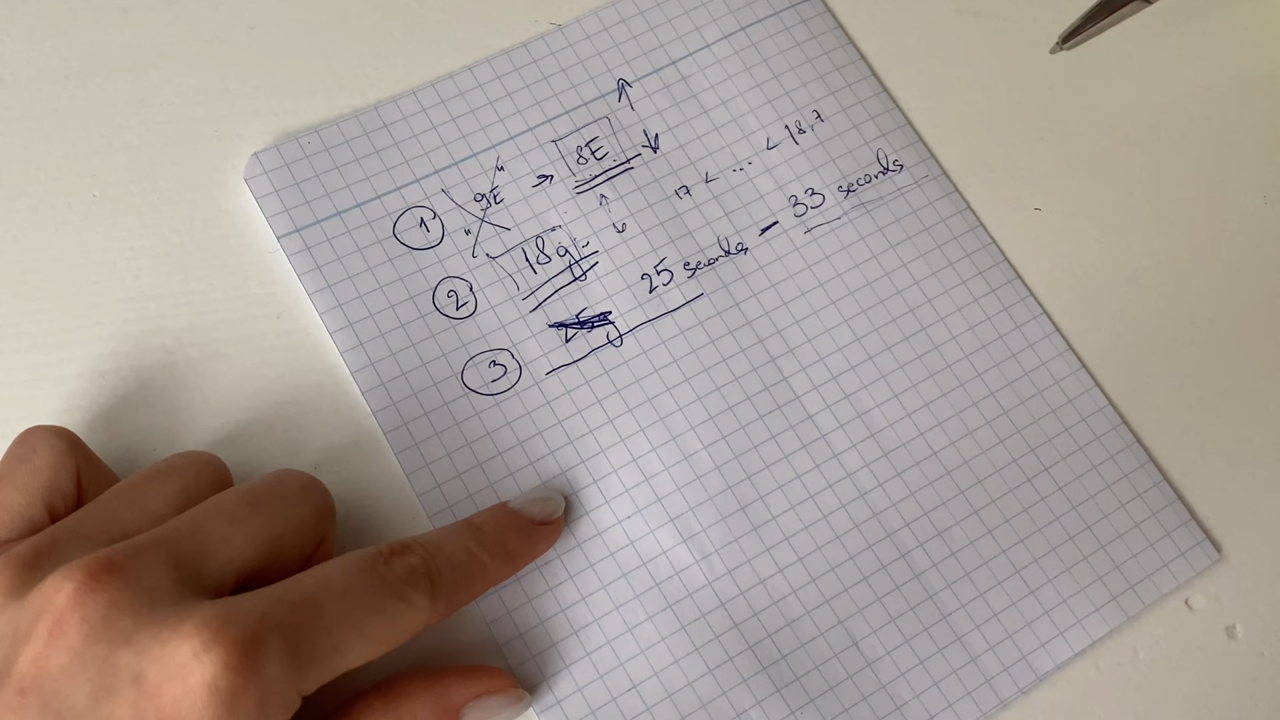 ① "9E" → 8E ↑ ↓
② 18g ↑ ↓ 17 < ... < 18,7
③ 25 seconds - 33 seconds